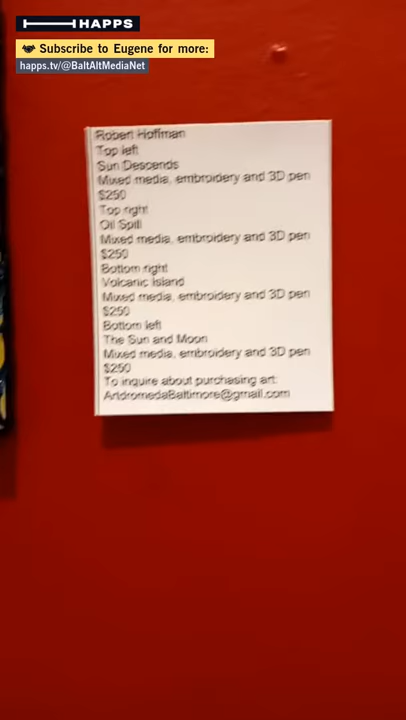 HAPPS
Subscribe to Eugene for more:
happs.tv/@BaltAltMediaNet
Robert Hoffman
Top left
Sun Descends
Mixed media, embroidery and 3D pen
$250
Top right
Oil Spill
Mixed media, embroidery and 3D pen
$250
Bottom right
Volcanic Island
Mixed media, embroidery and 3D pen
$250
Bottom left
The Sun and Moon
Mixed media, embroidery and 3D pen
$250
To inquire about purchasing art:
AndromedaBaltimore@gmail.com